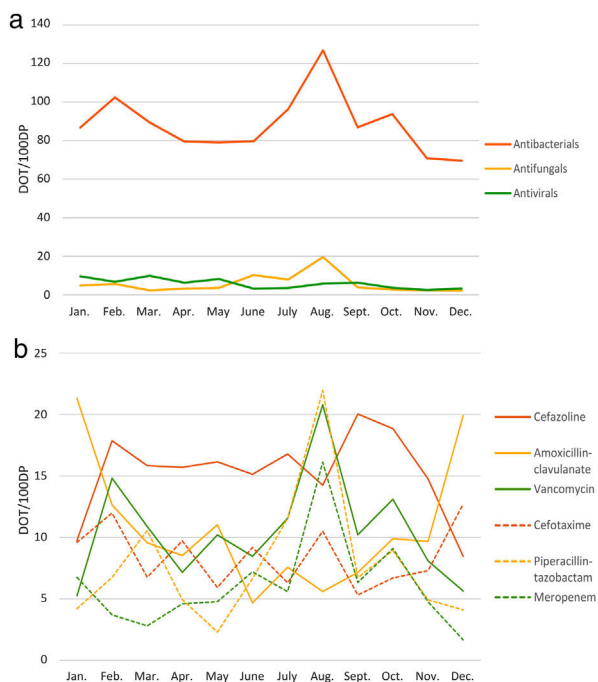 a
140
120
100
80
60
40
20
0
DOT/100DP
Jan. Feb. Mar. Apr. May June July Aug. Sept. Oct. Nov. Dec.
Antibacterials
Antifungals
Antivirals
b
25
20
15
10
5
0
DOT/100DP
Jan. Feb. Mar. Apr. May June July Aug. Sept. Oct. Nov. Dec.
Cefazoline
Amoxicillin-
clavulanate
Vancomycin
Cefotaxime
Piperacillin-
tazobactam
Meropenem